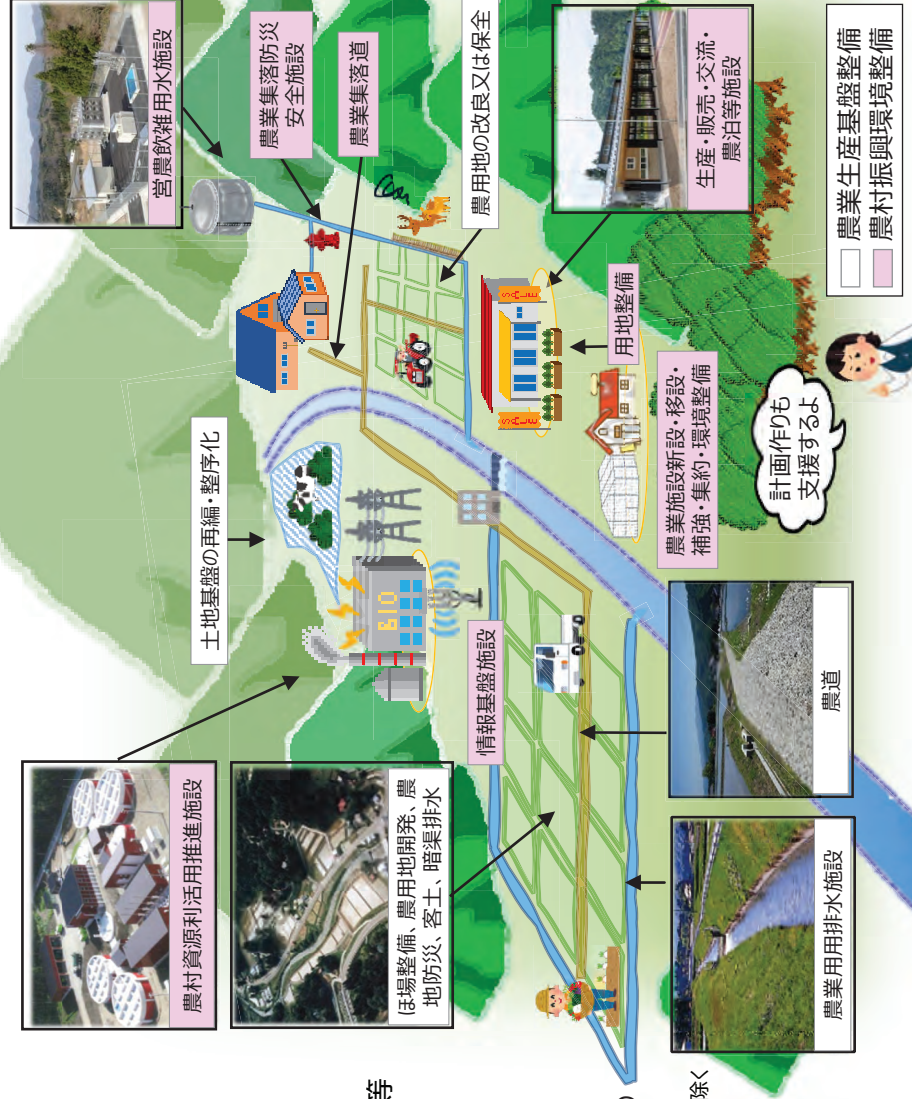 営農飲雑用水施設
農村資源利活用推進施設
土地基盤の再編・整序化
農業集落防災
安全施設
農業集落道
等
BIO
ほ場整備、農用地開発、農
地防災、客土、暗渠排水
情報基盤施設
農用地の改良又は保全
用地整備
除く
農業施設新設・移設・
補強・集約・環境整備
生産・販売・交流・
農泊等施設
農業用用排水施設
農道
計画作りも
支援するよ
農業生産基盤整備
農村振興環境整備